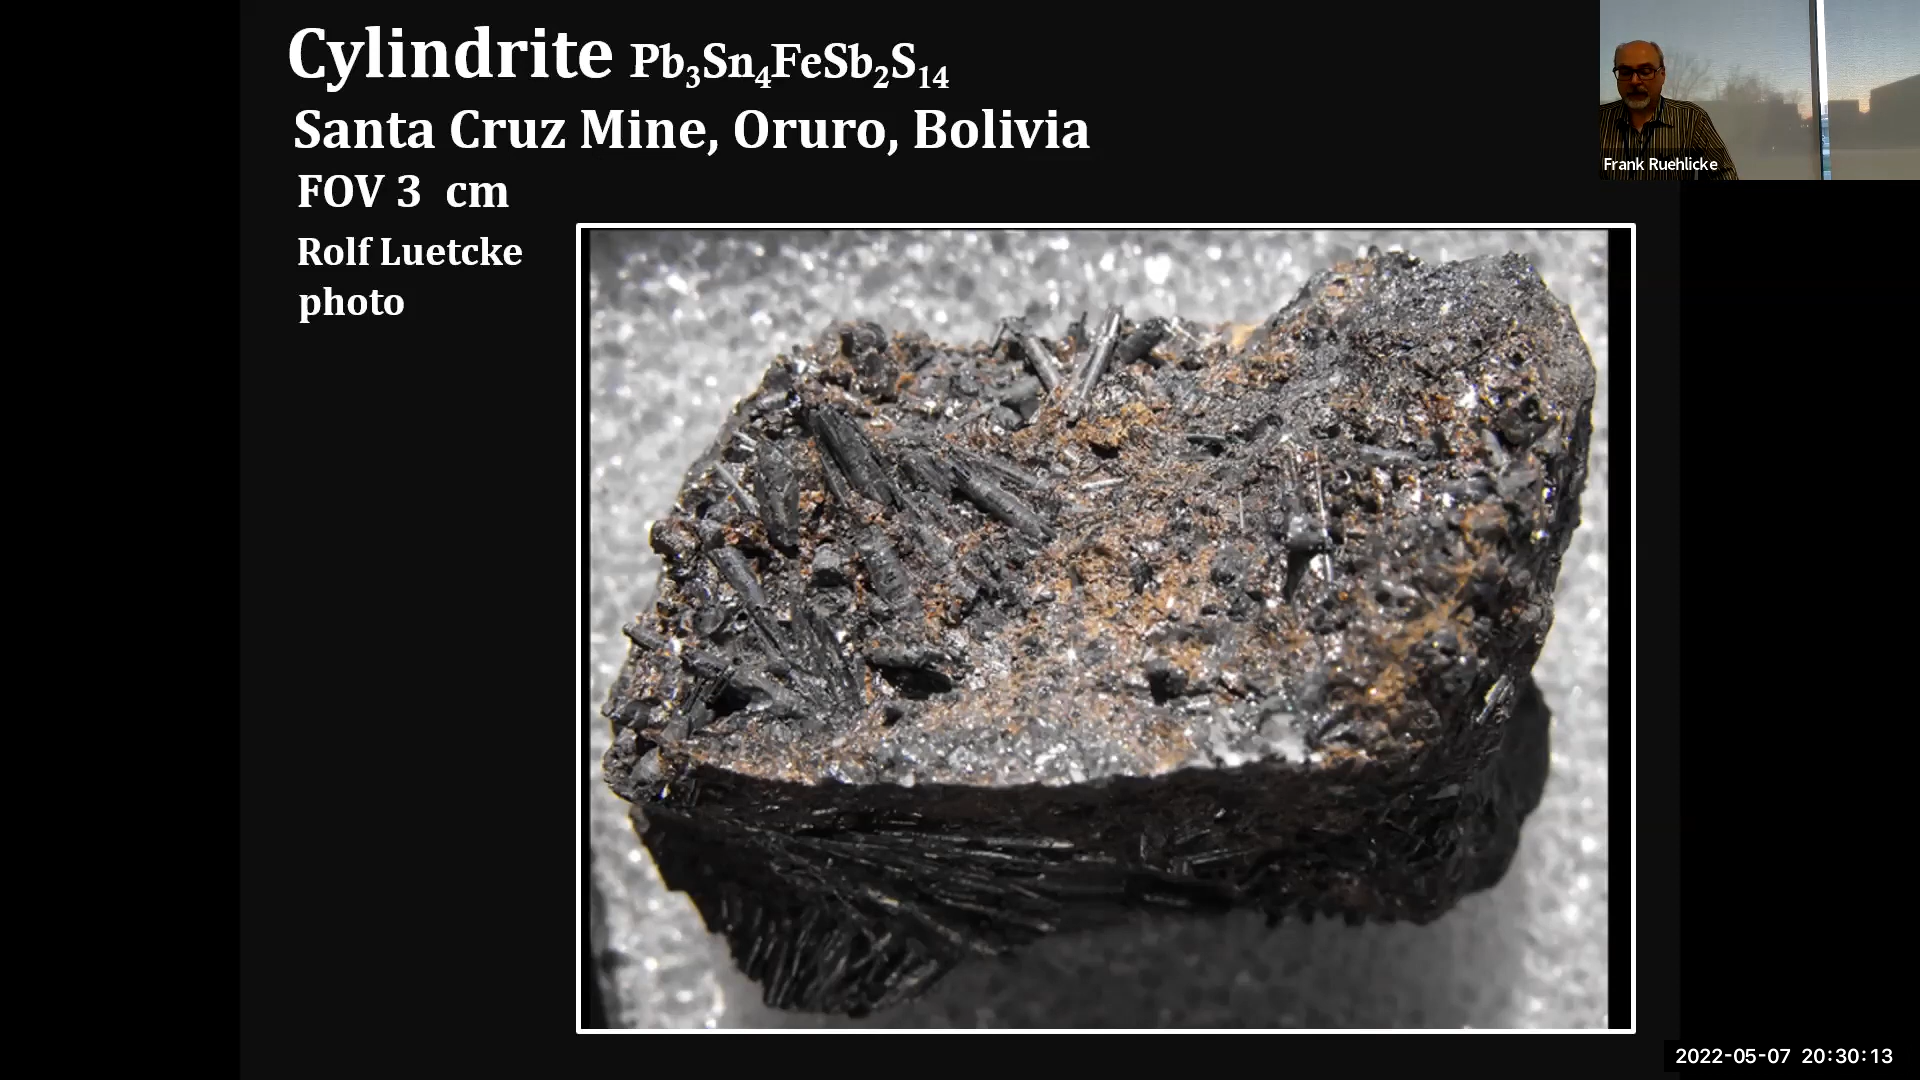 Cylindrite Pb₃Sn₄FeSb₂S₁₄
Santa Cruz Mine, Oruro, Bolivia
FOV 3 cm
Rolf Luetcke
photo
Frank Ruehlicke
2022-05-07 20:30:13